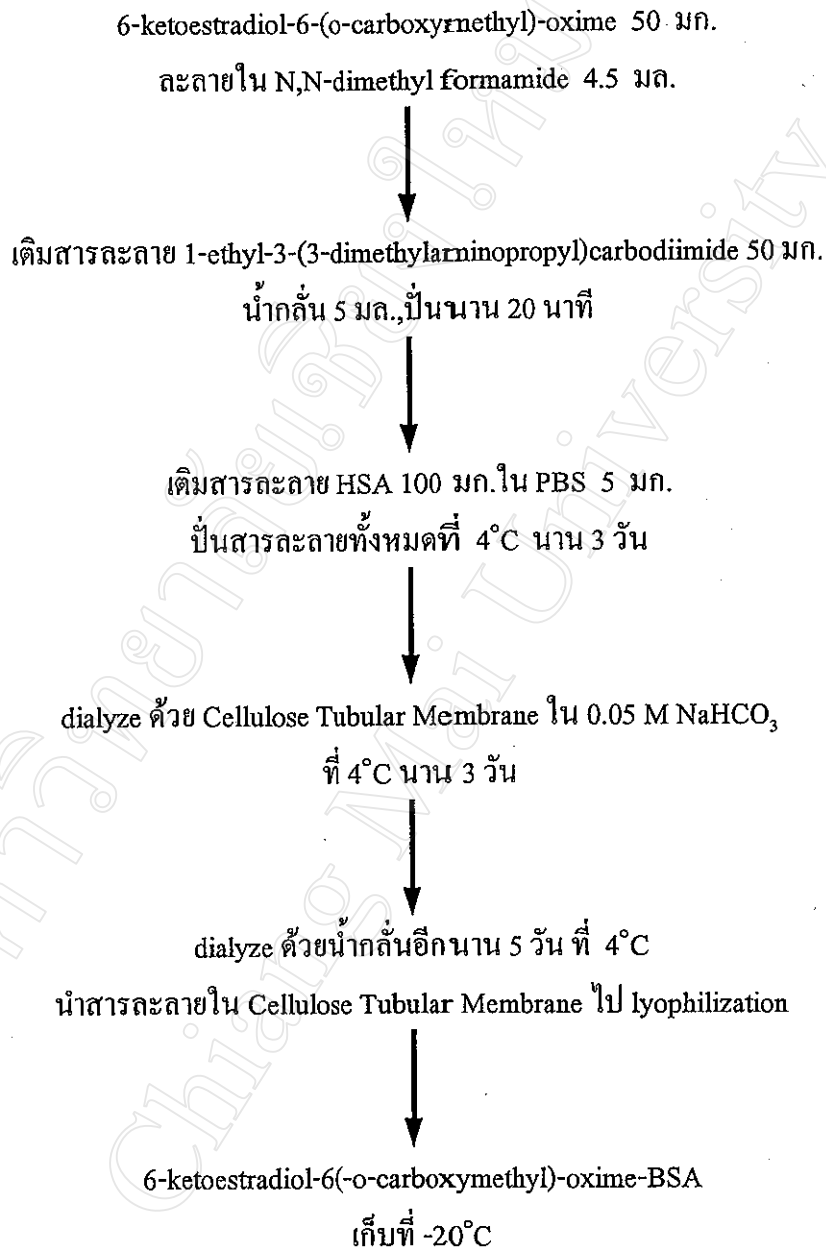 6-ketoestradiol-6-(o-carboxymethyl)-oxime 50 มก.
ละลายใน N,N-dimethyl formamide 4.5 มล.
เติมสารละลาย 1-ethyl-3-(3-dimethylaminopropyl)carbodiimide 50 มก.
น้ำกลั่น 5 มล.,ปั่นนาน 20 นาที
เติมสารละลาย HSA 100 มก.ใน PBS 5 มก.
ปั่นสารละลายทั้งหมดที่ 4°C นาน 3 วัน
dialyze ด้วย Cellulose Tubular Membrane ใน 0.05 M NaHCO₃
ที่ 4°C นาน 3 วัน
dialyze ด้วยน้ำกลั่นอีกนาน 5 วัน ที่ 4°C
นำสารละลายใน Cellulose Tubular Membrane ไป lyophilization
6-ketoestradiol-6(-o-carboxymethyl)-oxime-BSA
เก็บที่ -20°C
Chiang Mai University